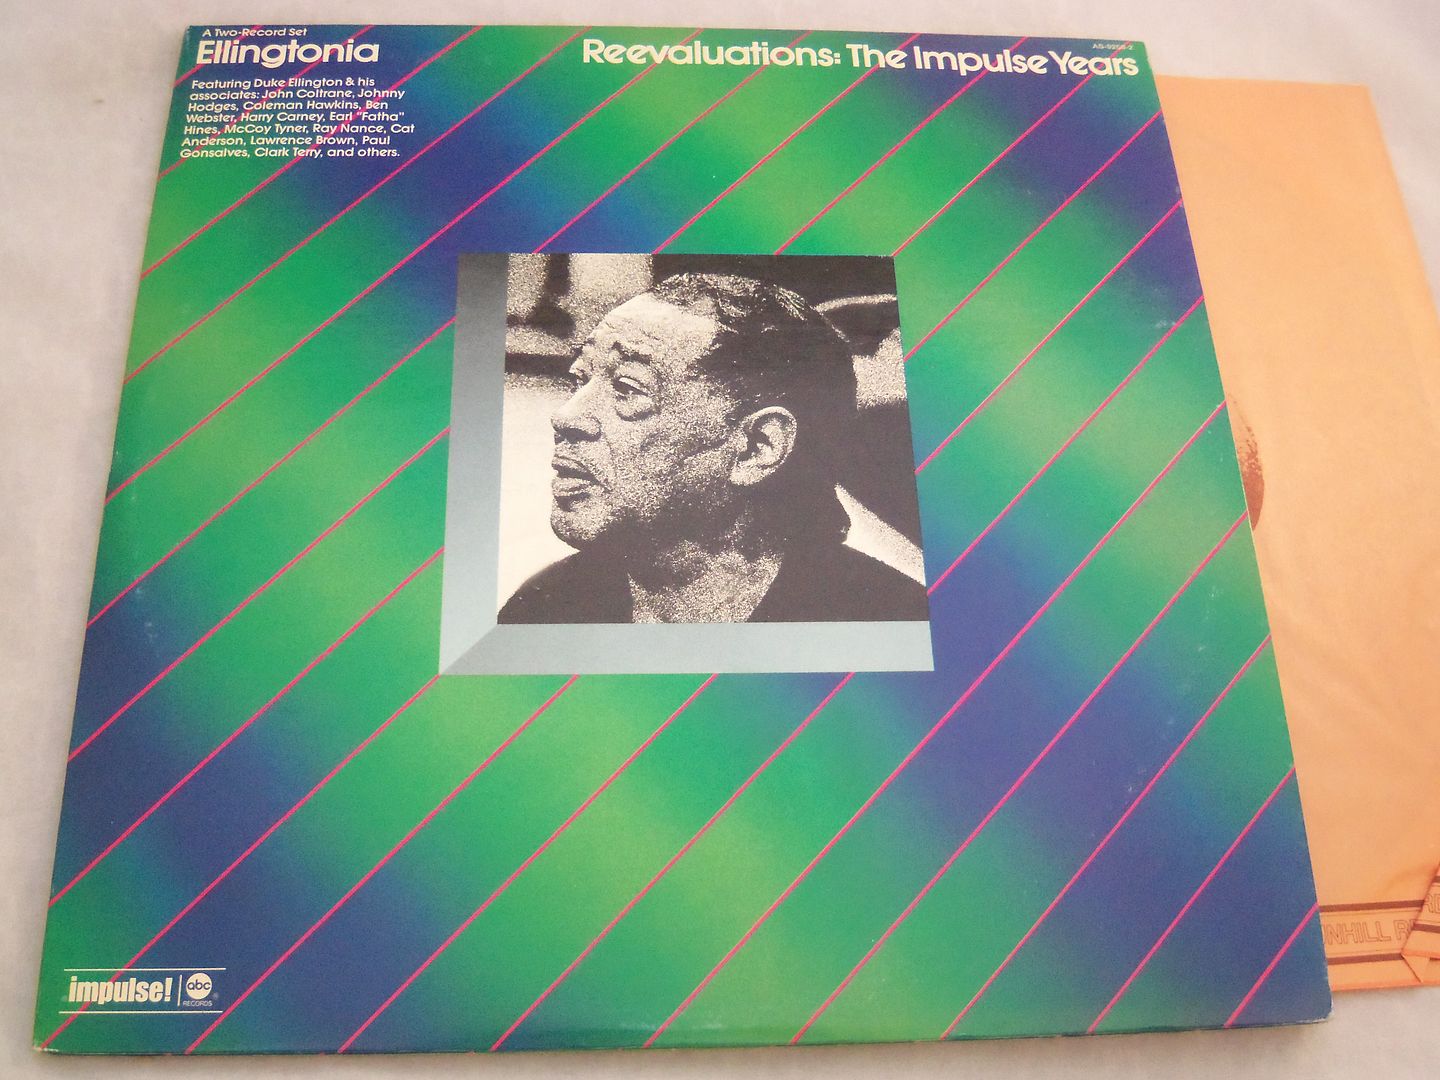 A Two-Record Set
Ellingtonia
Reevaluations: The Impulse Years
Featuring Duke Ellington & his
associates: John Coltrane, Johnny
Hodges, Coleman Hawkins, Ben
Webster, Harry Carney, Earl "Fatha"
Hines, McCoy Tyner, Ray Nance, Cat
Anderson, Lawrence Brown, Paul
Gonsalves, Clark Terry, and others.
impulse!
abc
RECORDS